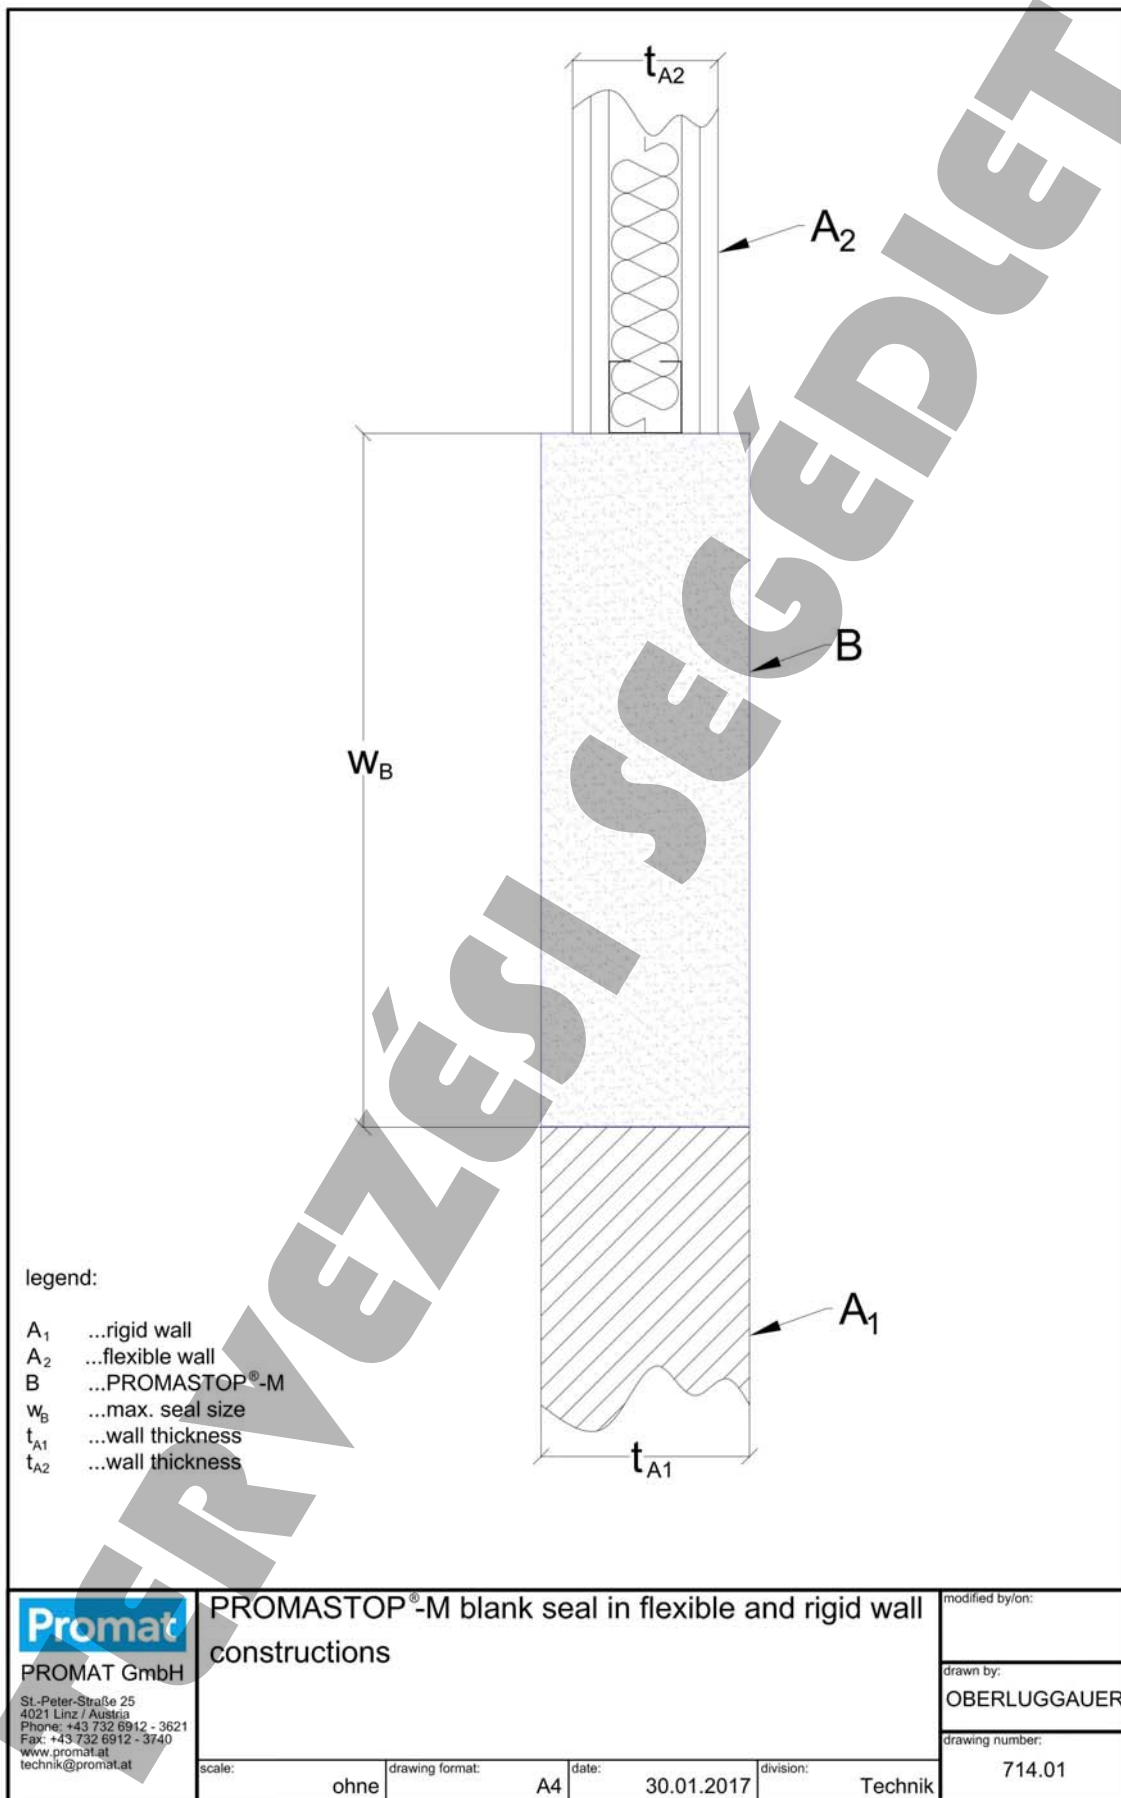 t A2
A2
B
wB
A1
t A1
legend:
A1 ...rigid wall
A2 ...flexible wall
B ...PROMASTOP®-M
wB ...max. seal size
tA1 ...wall thickness
tA2 ...wall thickness
TERVEZÉSI SEGÉDLET
Promat
PROMAT GmbH
St.-Peter-Straße 25
4021 Linz / Austria
Phone: +43 732 6912 - 3621
Fax: +43 732 6912 - 3740
www.promat.at
technik@promat.at
PROMASTOP®-M blank seal in flexible and rigid wall
constructions
modified by/on:
drawn by:
OBERLUGGAUER
drawing number:
714.01
scale:
ohne
drawing format:
A4
date:
30.01.2017
division:
Technik